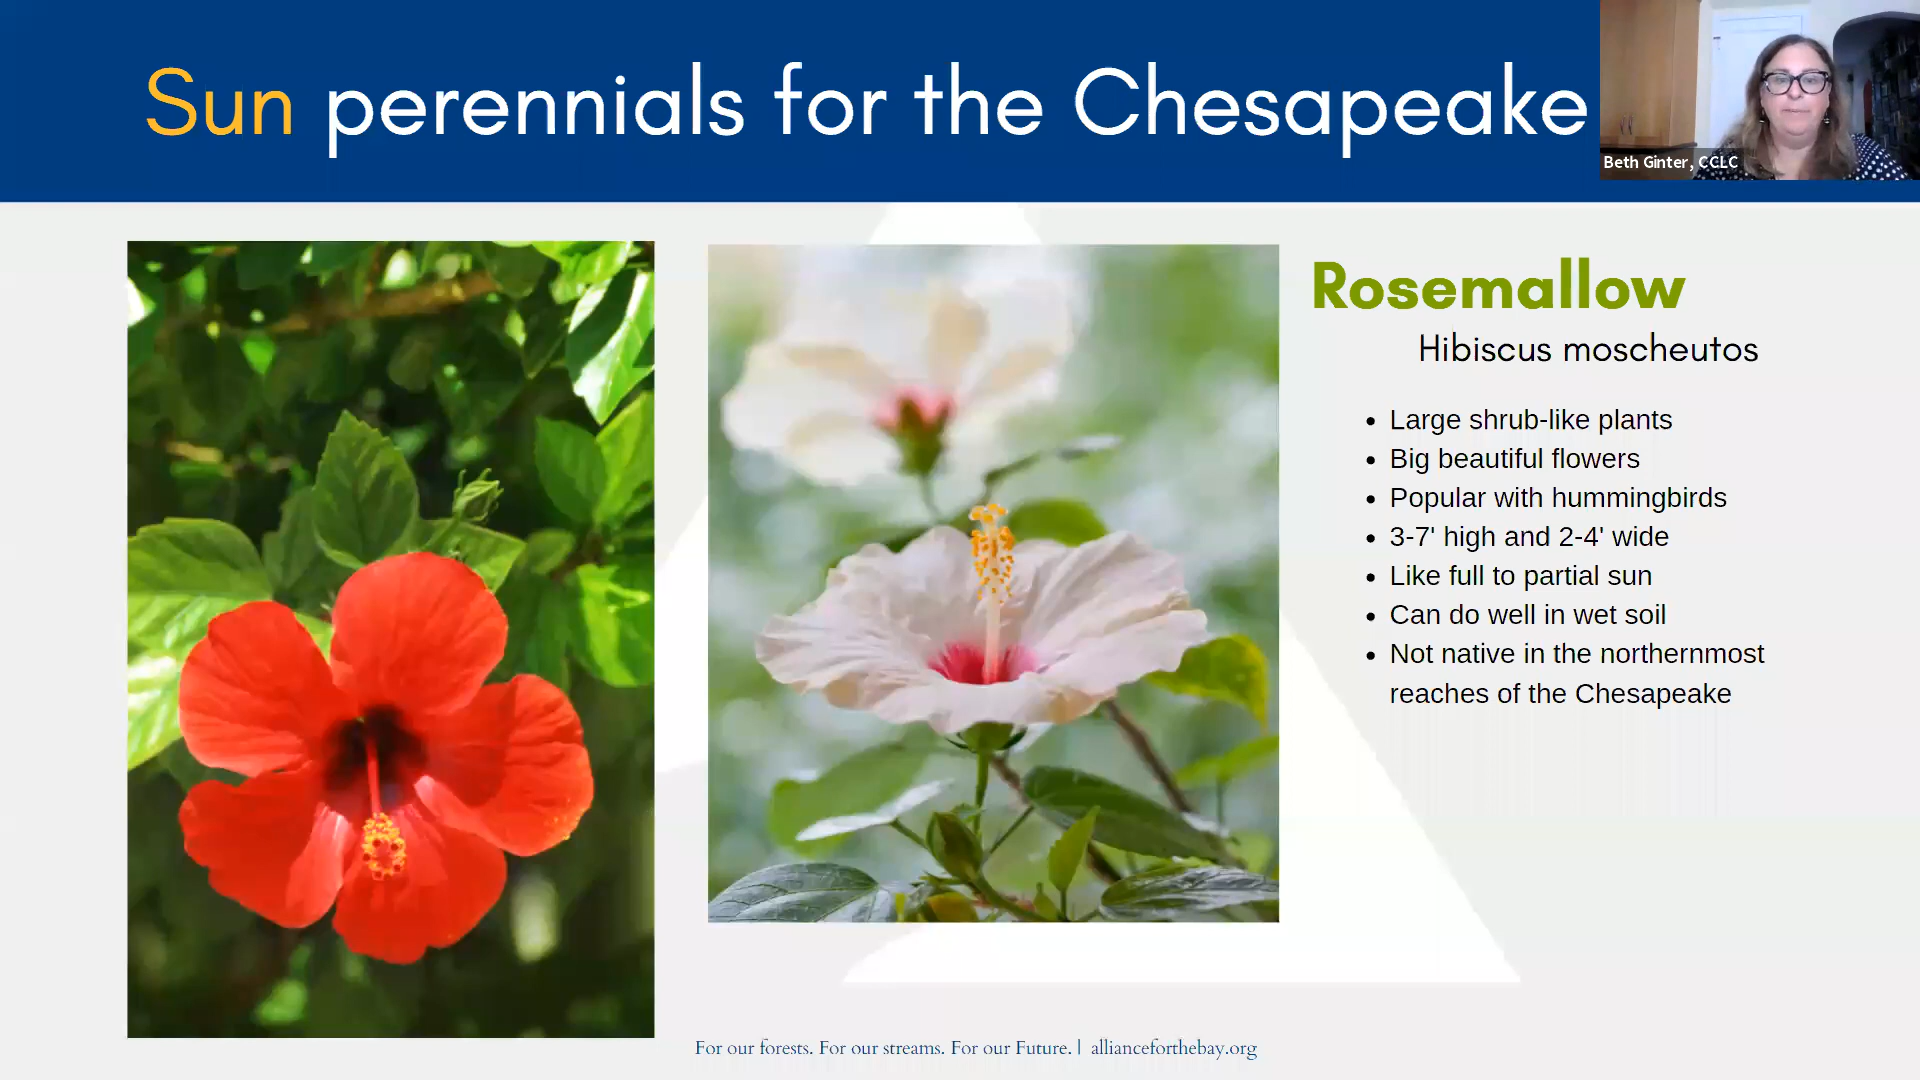 Sun perennials for the Chesapeake
Beth Ginter, CCLC
Rosemallow
Hibiscus moscheutos
• Large shrub-like plants
• Big beautiful flowers
• Popular with hummingbirds
• 3-7' high and 2-4' wide
• Like full to partial sun
• Can do well in wet soil
• Not native in the northernmost
reaches of the Chesapeake
For our forests. For our streams. For our Future. | allianceforthebay.org